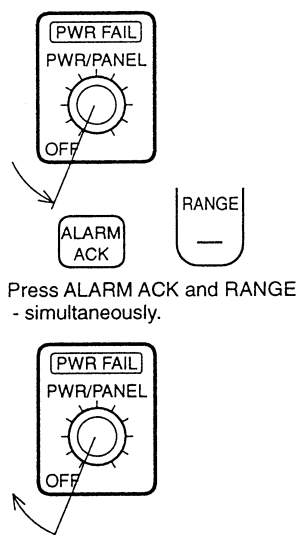 PWR FAIL
PWR/PANEL
OFF
ALARM
ACK
RANGE
—
Press ALARM ACK and RANGE
- simultaneously.
PWR FAIL
PWR/PANEL
OFF